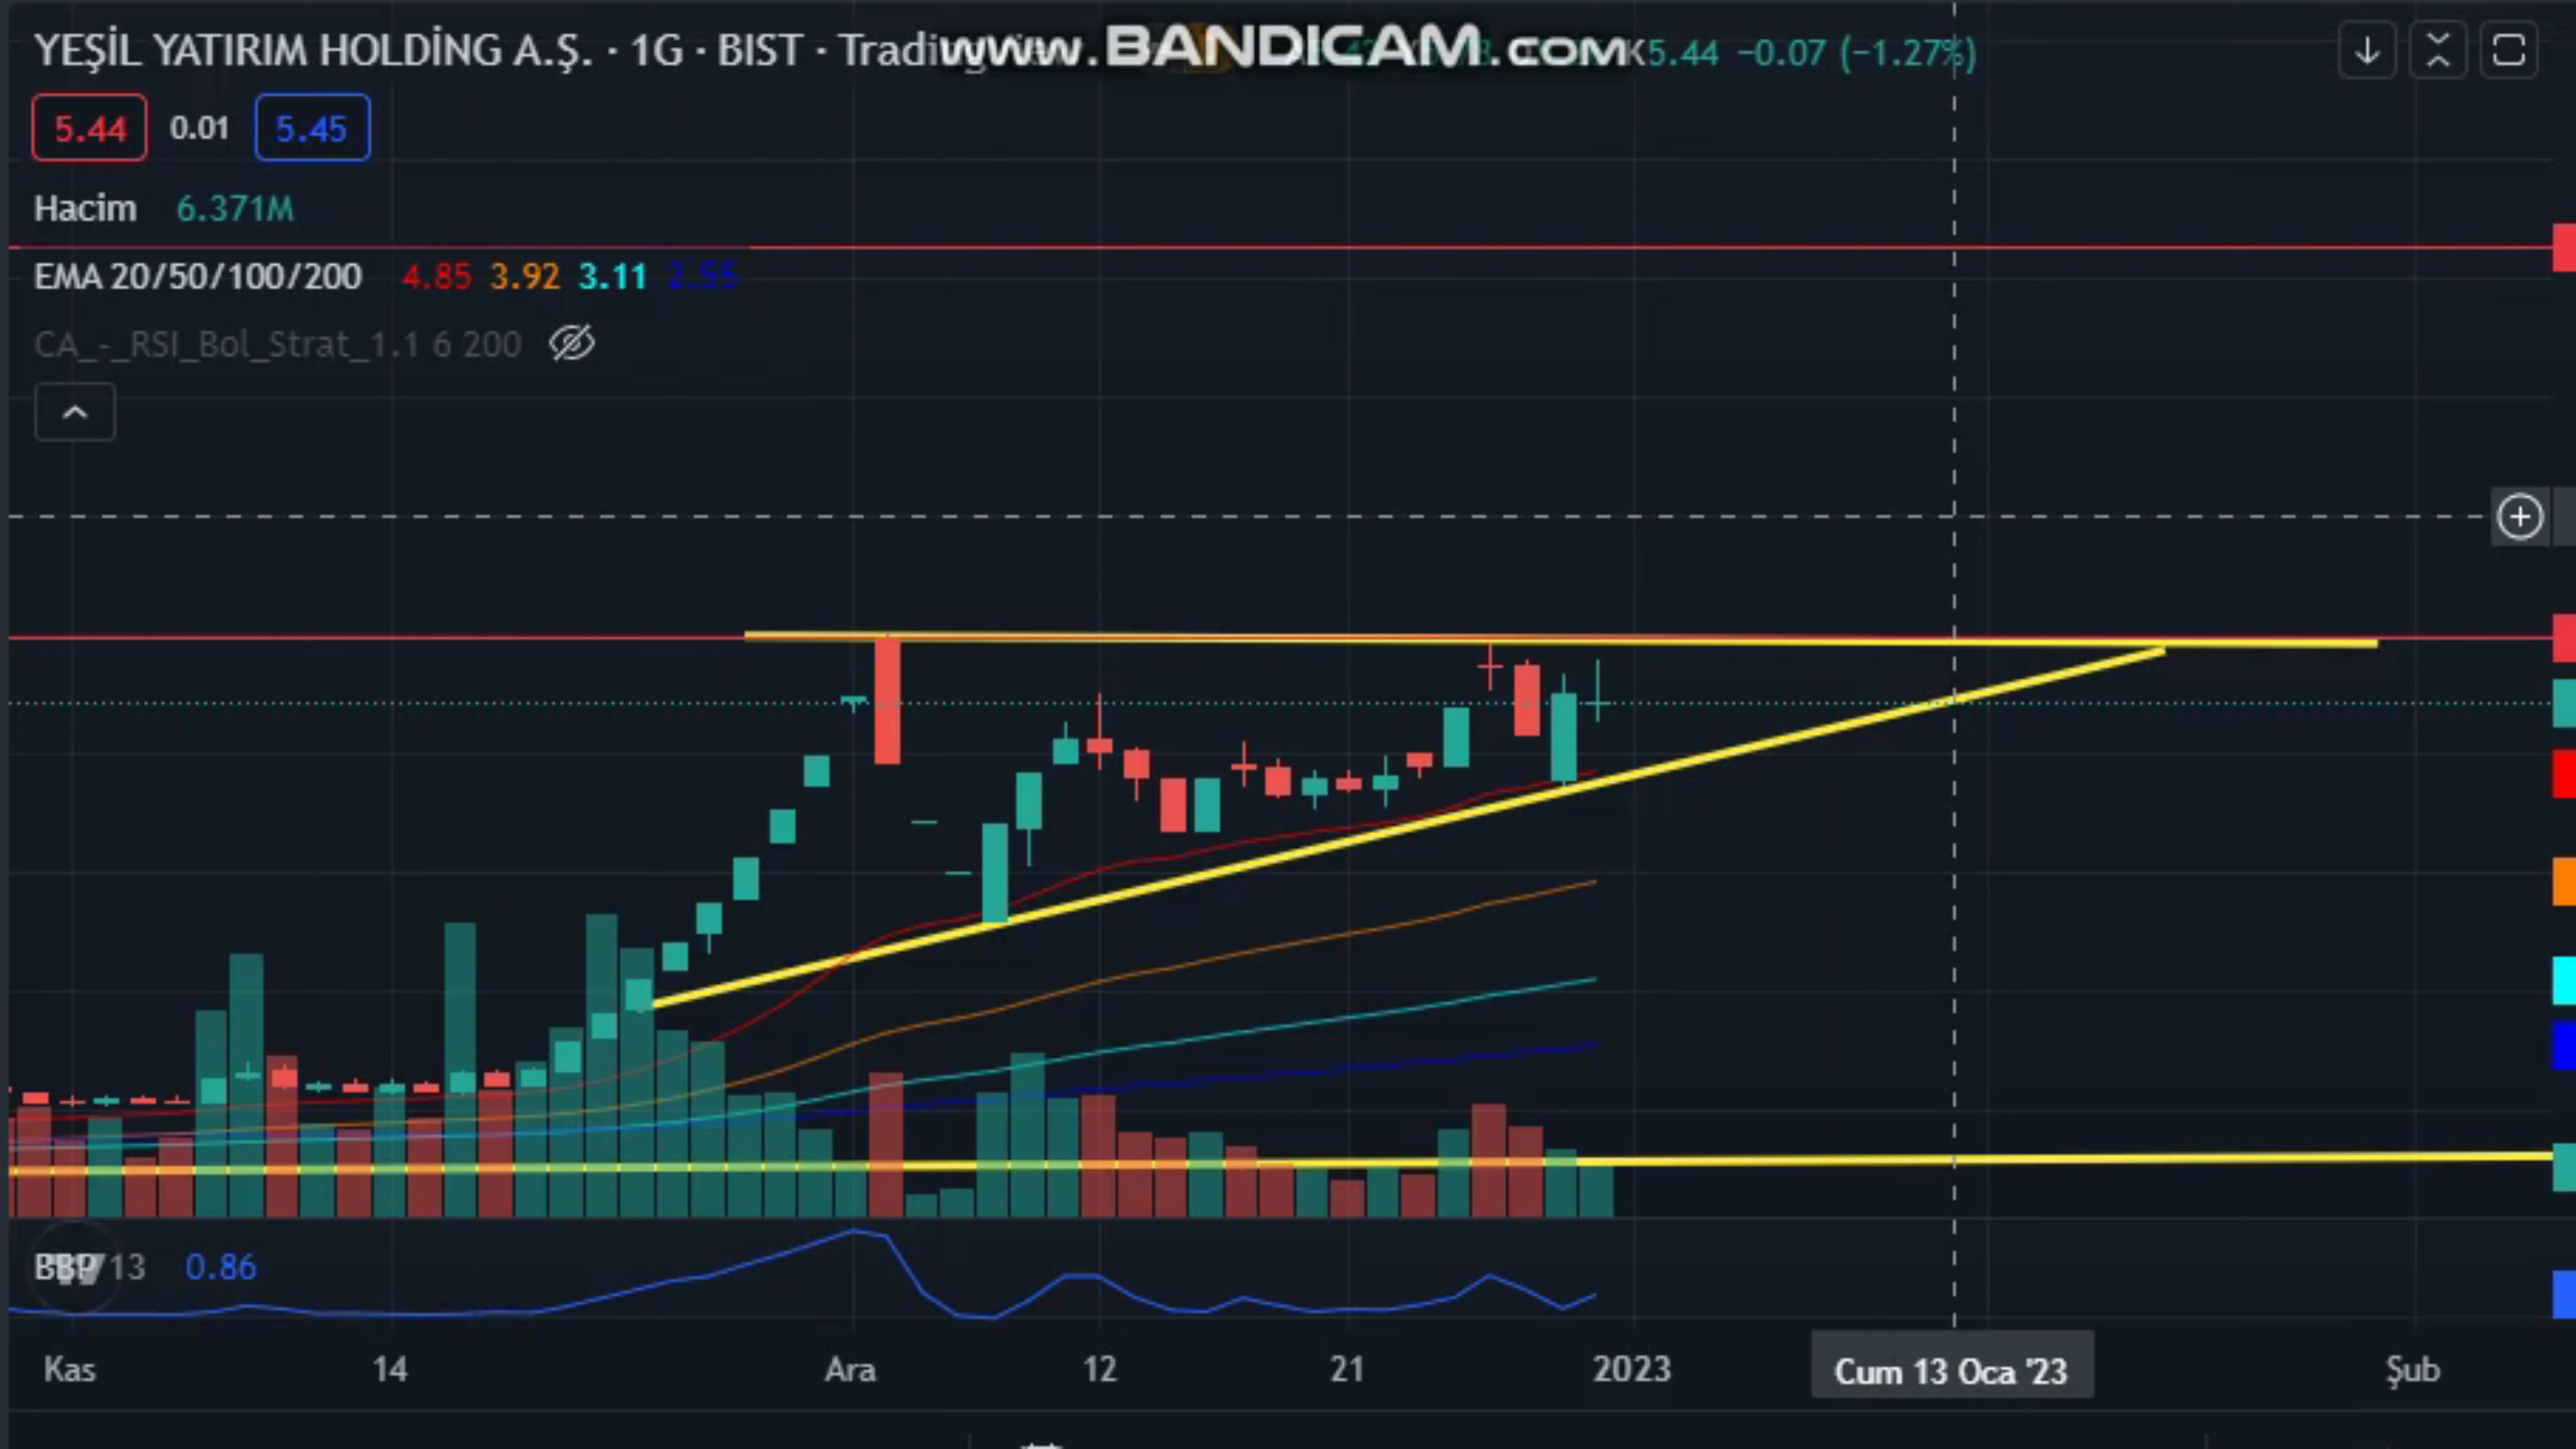 YEŞİL YATIRIM HOLDİNG A.Ş. · 1G · BIST · www.BANDICAM.com K5.44 −0.07 (−1.27%)
5.44 0.01 5.45
Hacim 6.371M
EMA 20/50/100/200 4.85 3.92 3.11 2.55
CA_-_RSI_Bol_Strat_1.1 6 200
BBP 13 0.86
Kas 14 Ara 12 21 2023 Cum 13 Oca '23 Şub